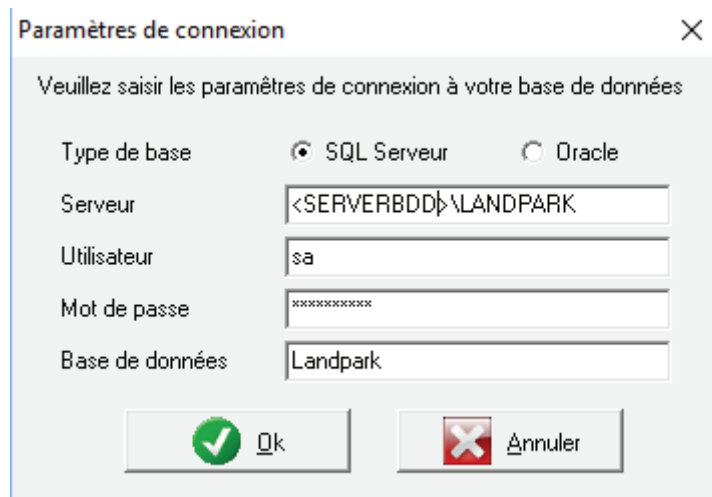 Paramètres de connexion
Veuillez saisir les paramêtres de connexion à votre base de données
Type de base SQL Serveur Oracle
Serveur <SERVERBDD>\LANDPARK
Utilisateur sa
Mot de passe **********
Base de données Landpark
Ok Annuler